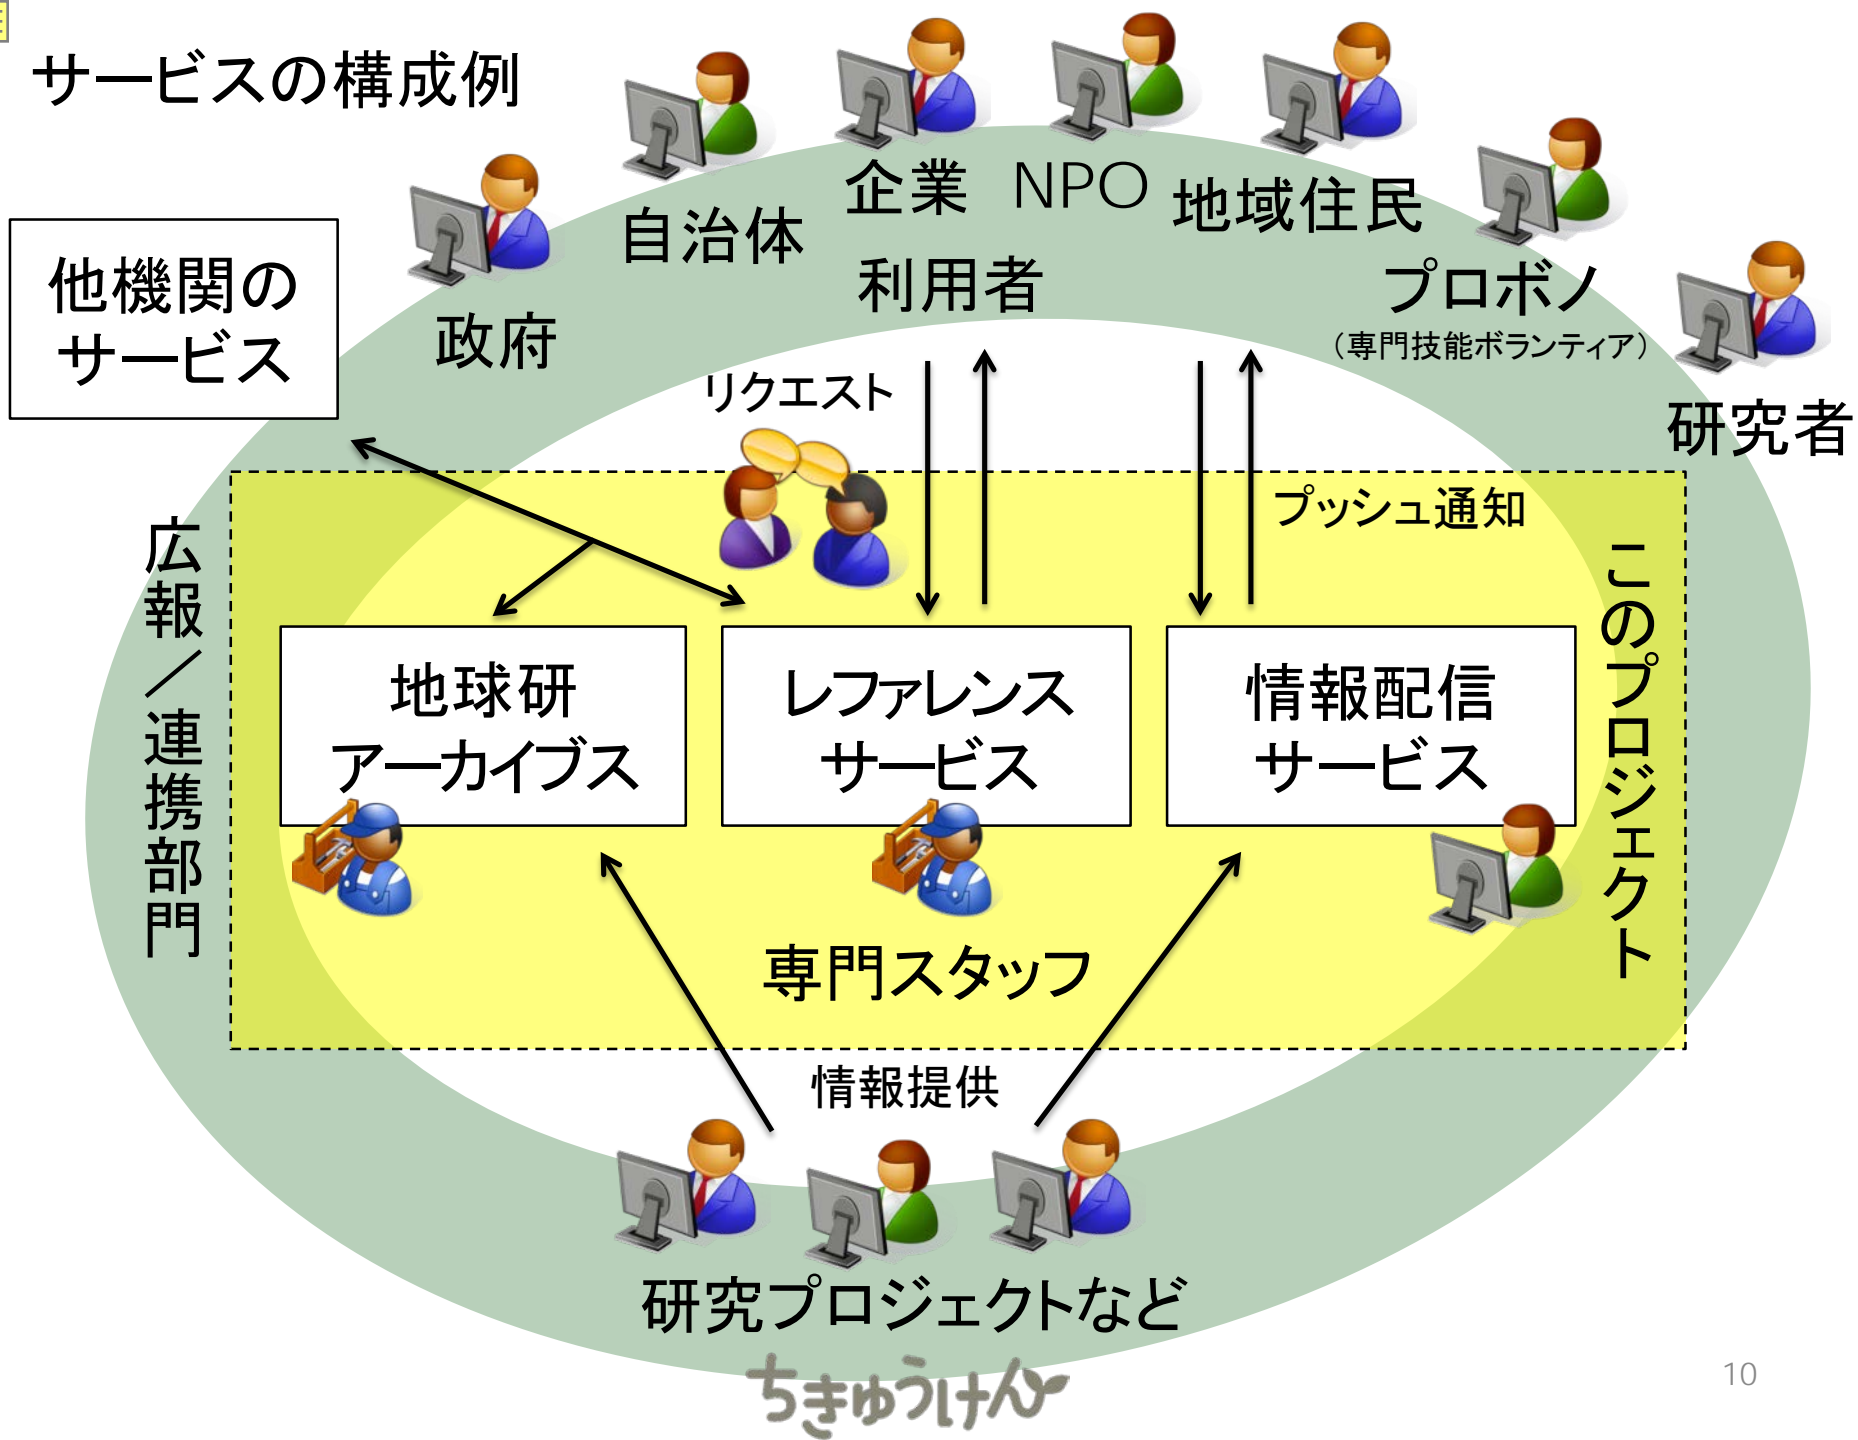 サービスの構成例
企業
NPO
地域住民
自治体
利用者
プロボノ
（専門技能ボランティア）
政府
研究者
他機関の
サービス
リクエスト
プッシュ通知
広報／連携部門
このプロジェクト
地球研
アーカイブス
レファレンス
サービス
情報配信
サービス
専門スタッフ
情報提供
研究プロジェクトなど
ちきゅうけん
10